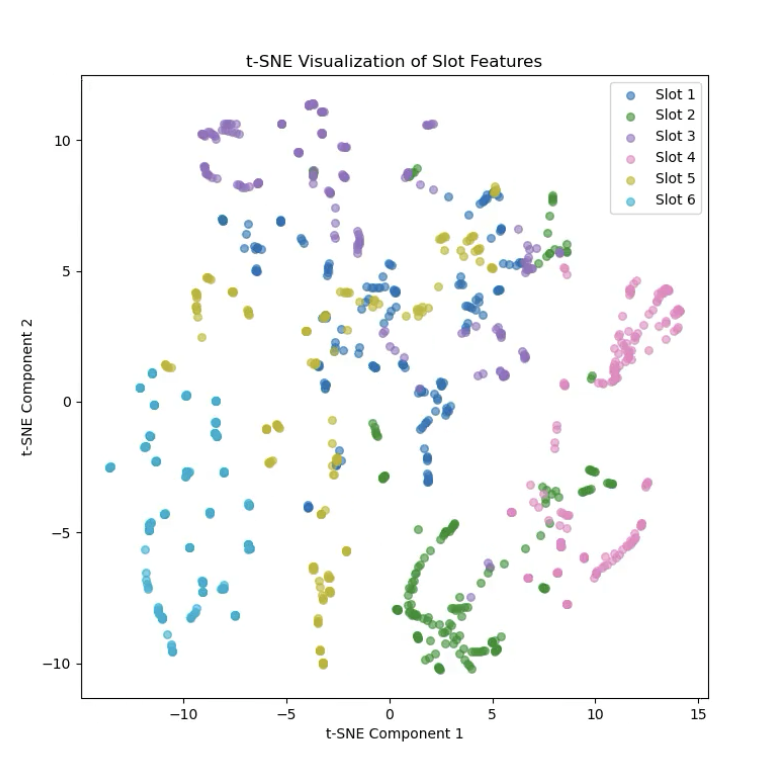 t-SNE Visualization of Slot Features
Slot 1
Slot 2
Slot 3
Slot 4
Slot 5
Slot 6
10
5
0
−5
−10
t-SNE Component 2
−10
−5
0
5
10
15
t-SNE Component 1